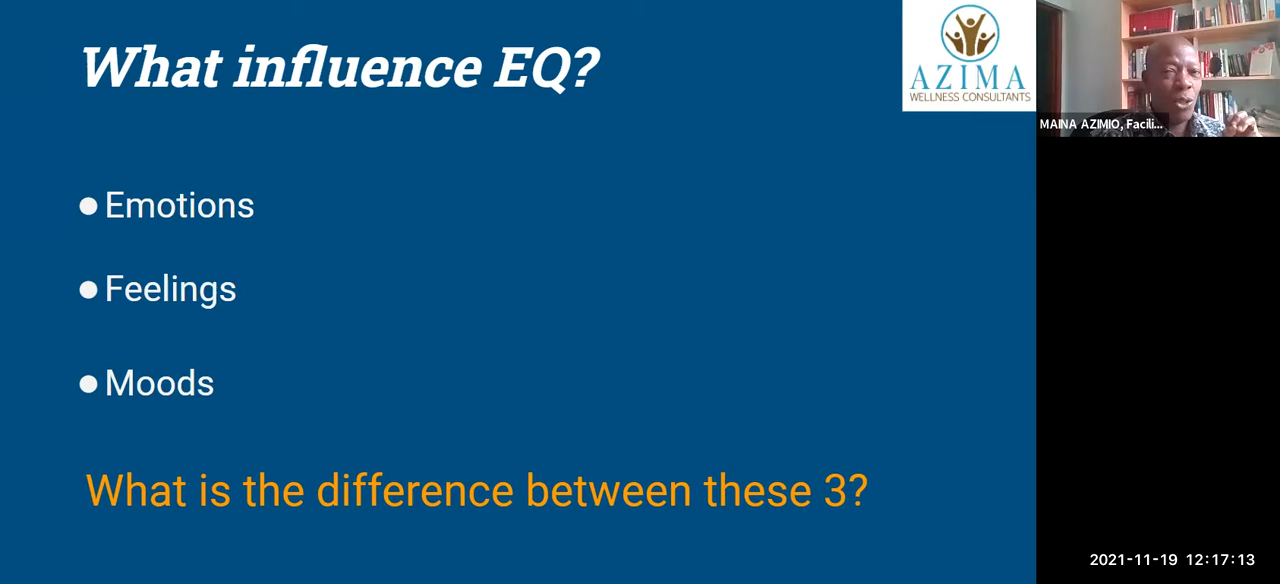 What influence EQ?
AZIMA
WELLNESS CONSULTANTS
MAINA AZIMIO, Facili...
Emotions
Feelings
Moods
What is the difference between these 3?
2021-11-19 12:17:13